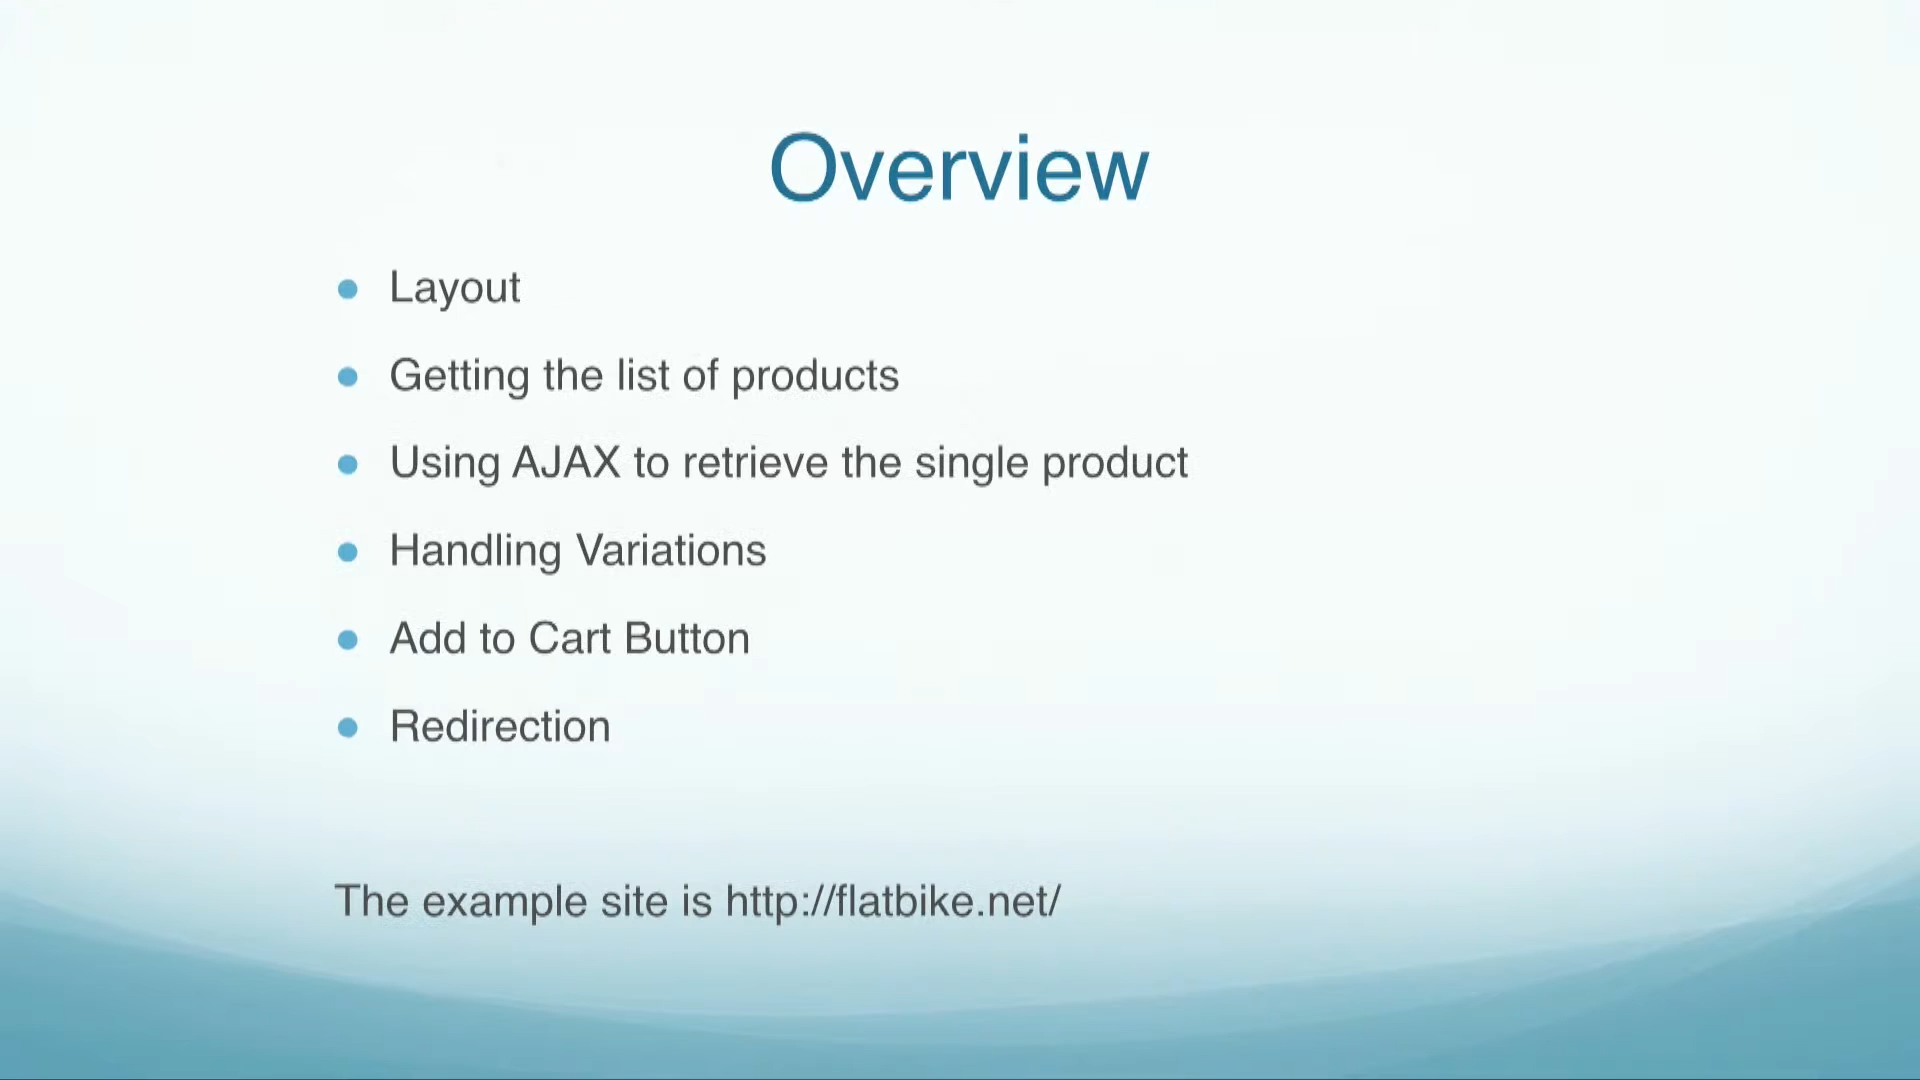 Overview
Layout
Getting the list of products
Using AJAX to retrieve the single product
Handling Variations
Add to Cart Button
Redirection
The example site is http://flatbike.net/